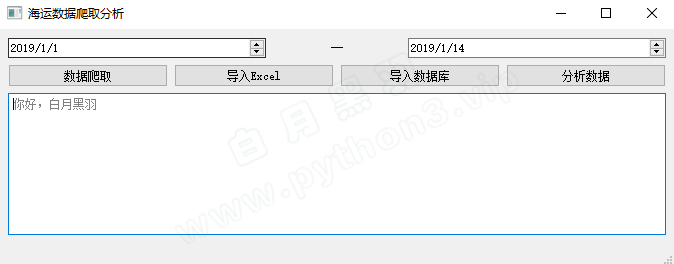 海运数据爬取分析
2019/1/1 — 2019/1/14
数据爬取 导入Excel 导入数据库 分析数据
你好，白月黑羽
白月黑羽
www.python3.vip